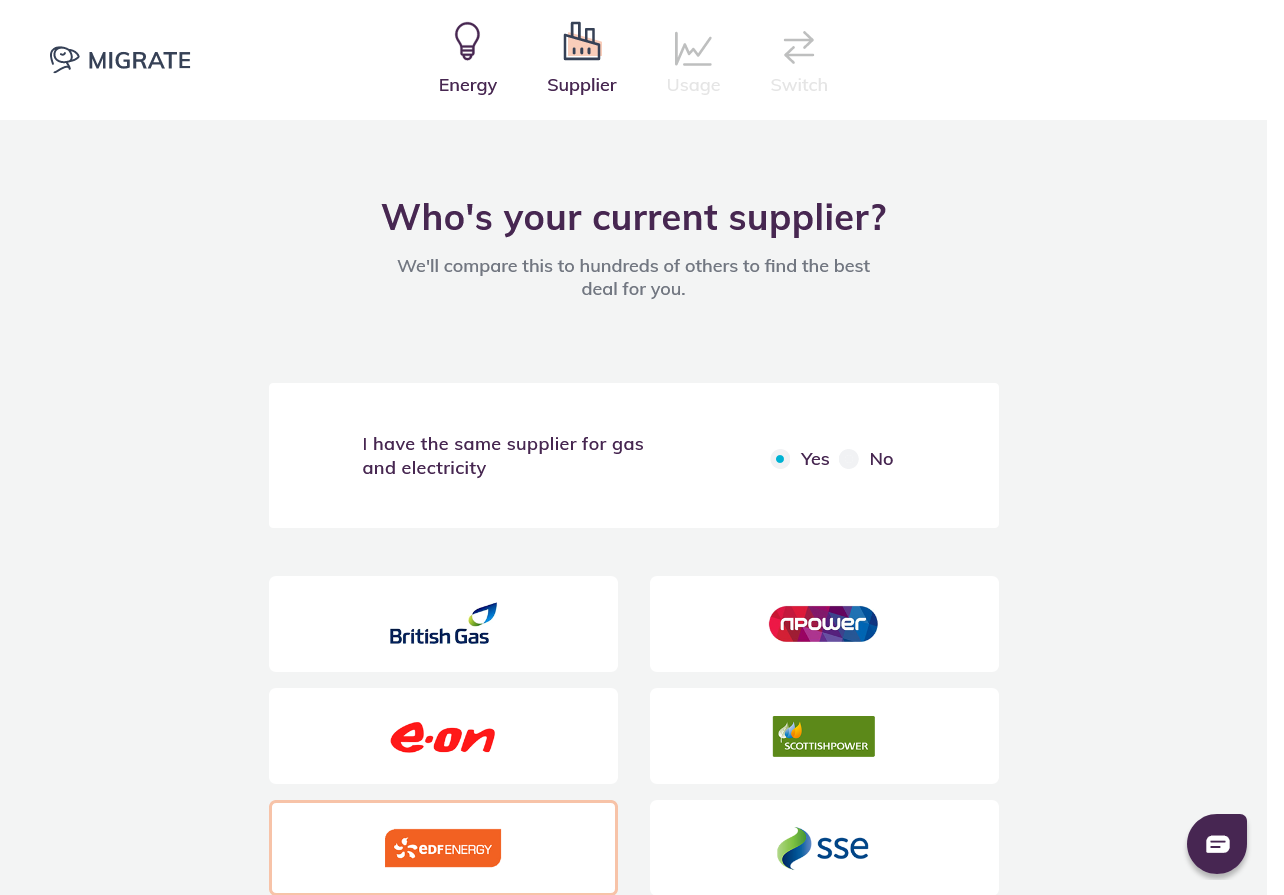 MIGRATE
Energy
Supplier
Usage
Switch
Who's your current supplier?
We'll compare this to hundreds of others to find the best
deal for you.
I have the same supplier for gas
and electricity
Yes
No
British Gas
npower
e·on
SCOTTISHPOWER
eDF ENERGY
sse